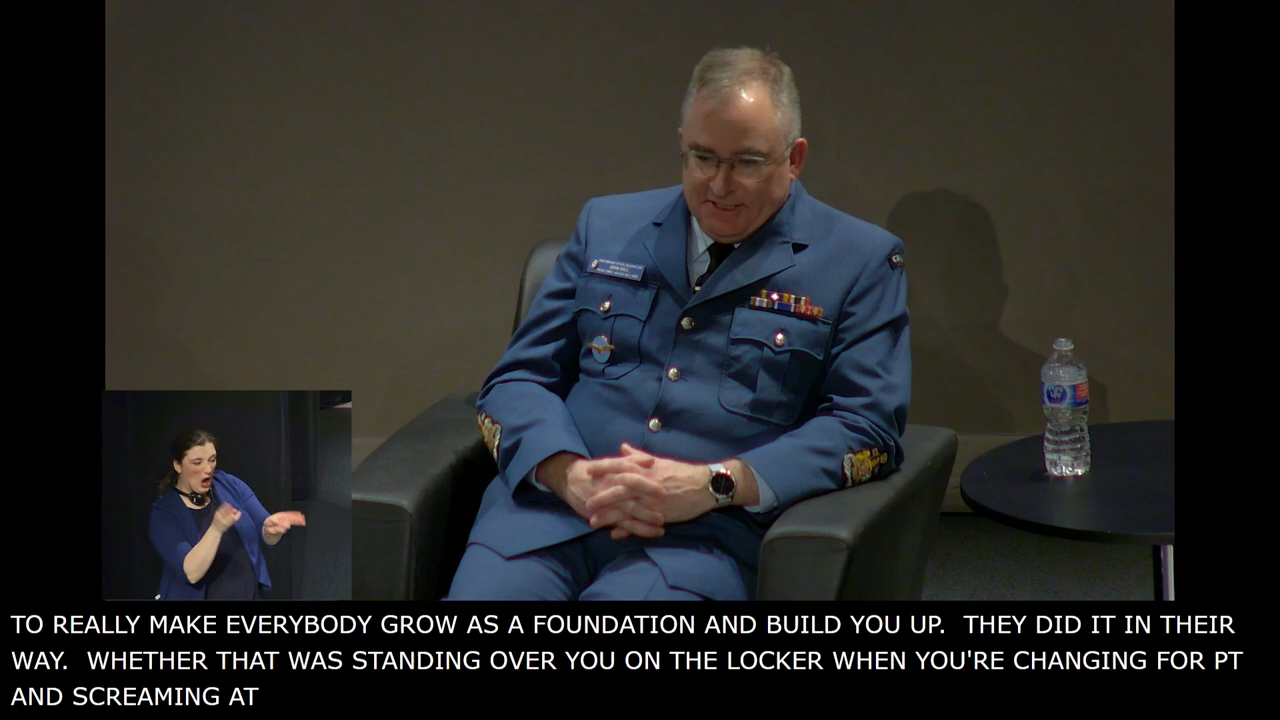 TO REALLY MAKE EVERYBODY GROW AS A FOUNDATION AND BUILD YOU UP.  THEY DID IT IN THEIR
WAY.  WHETHER THAT WAS STANDING OVER YOU ON THE LOCKER WHEN YOU'RE CHANGING FOR PT
AND SCREAMING AT